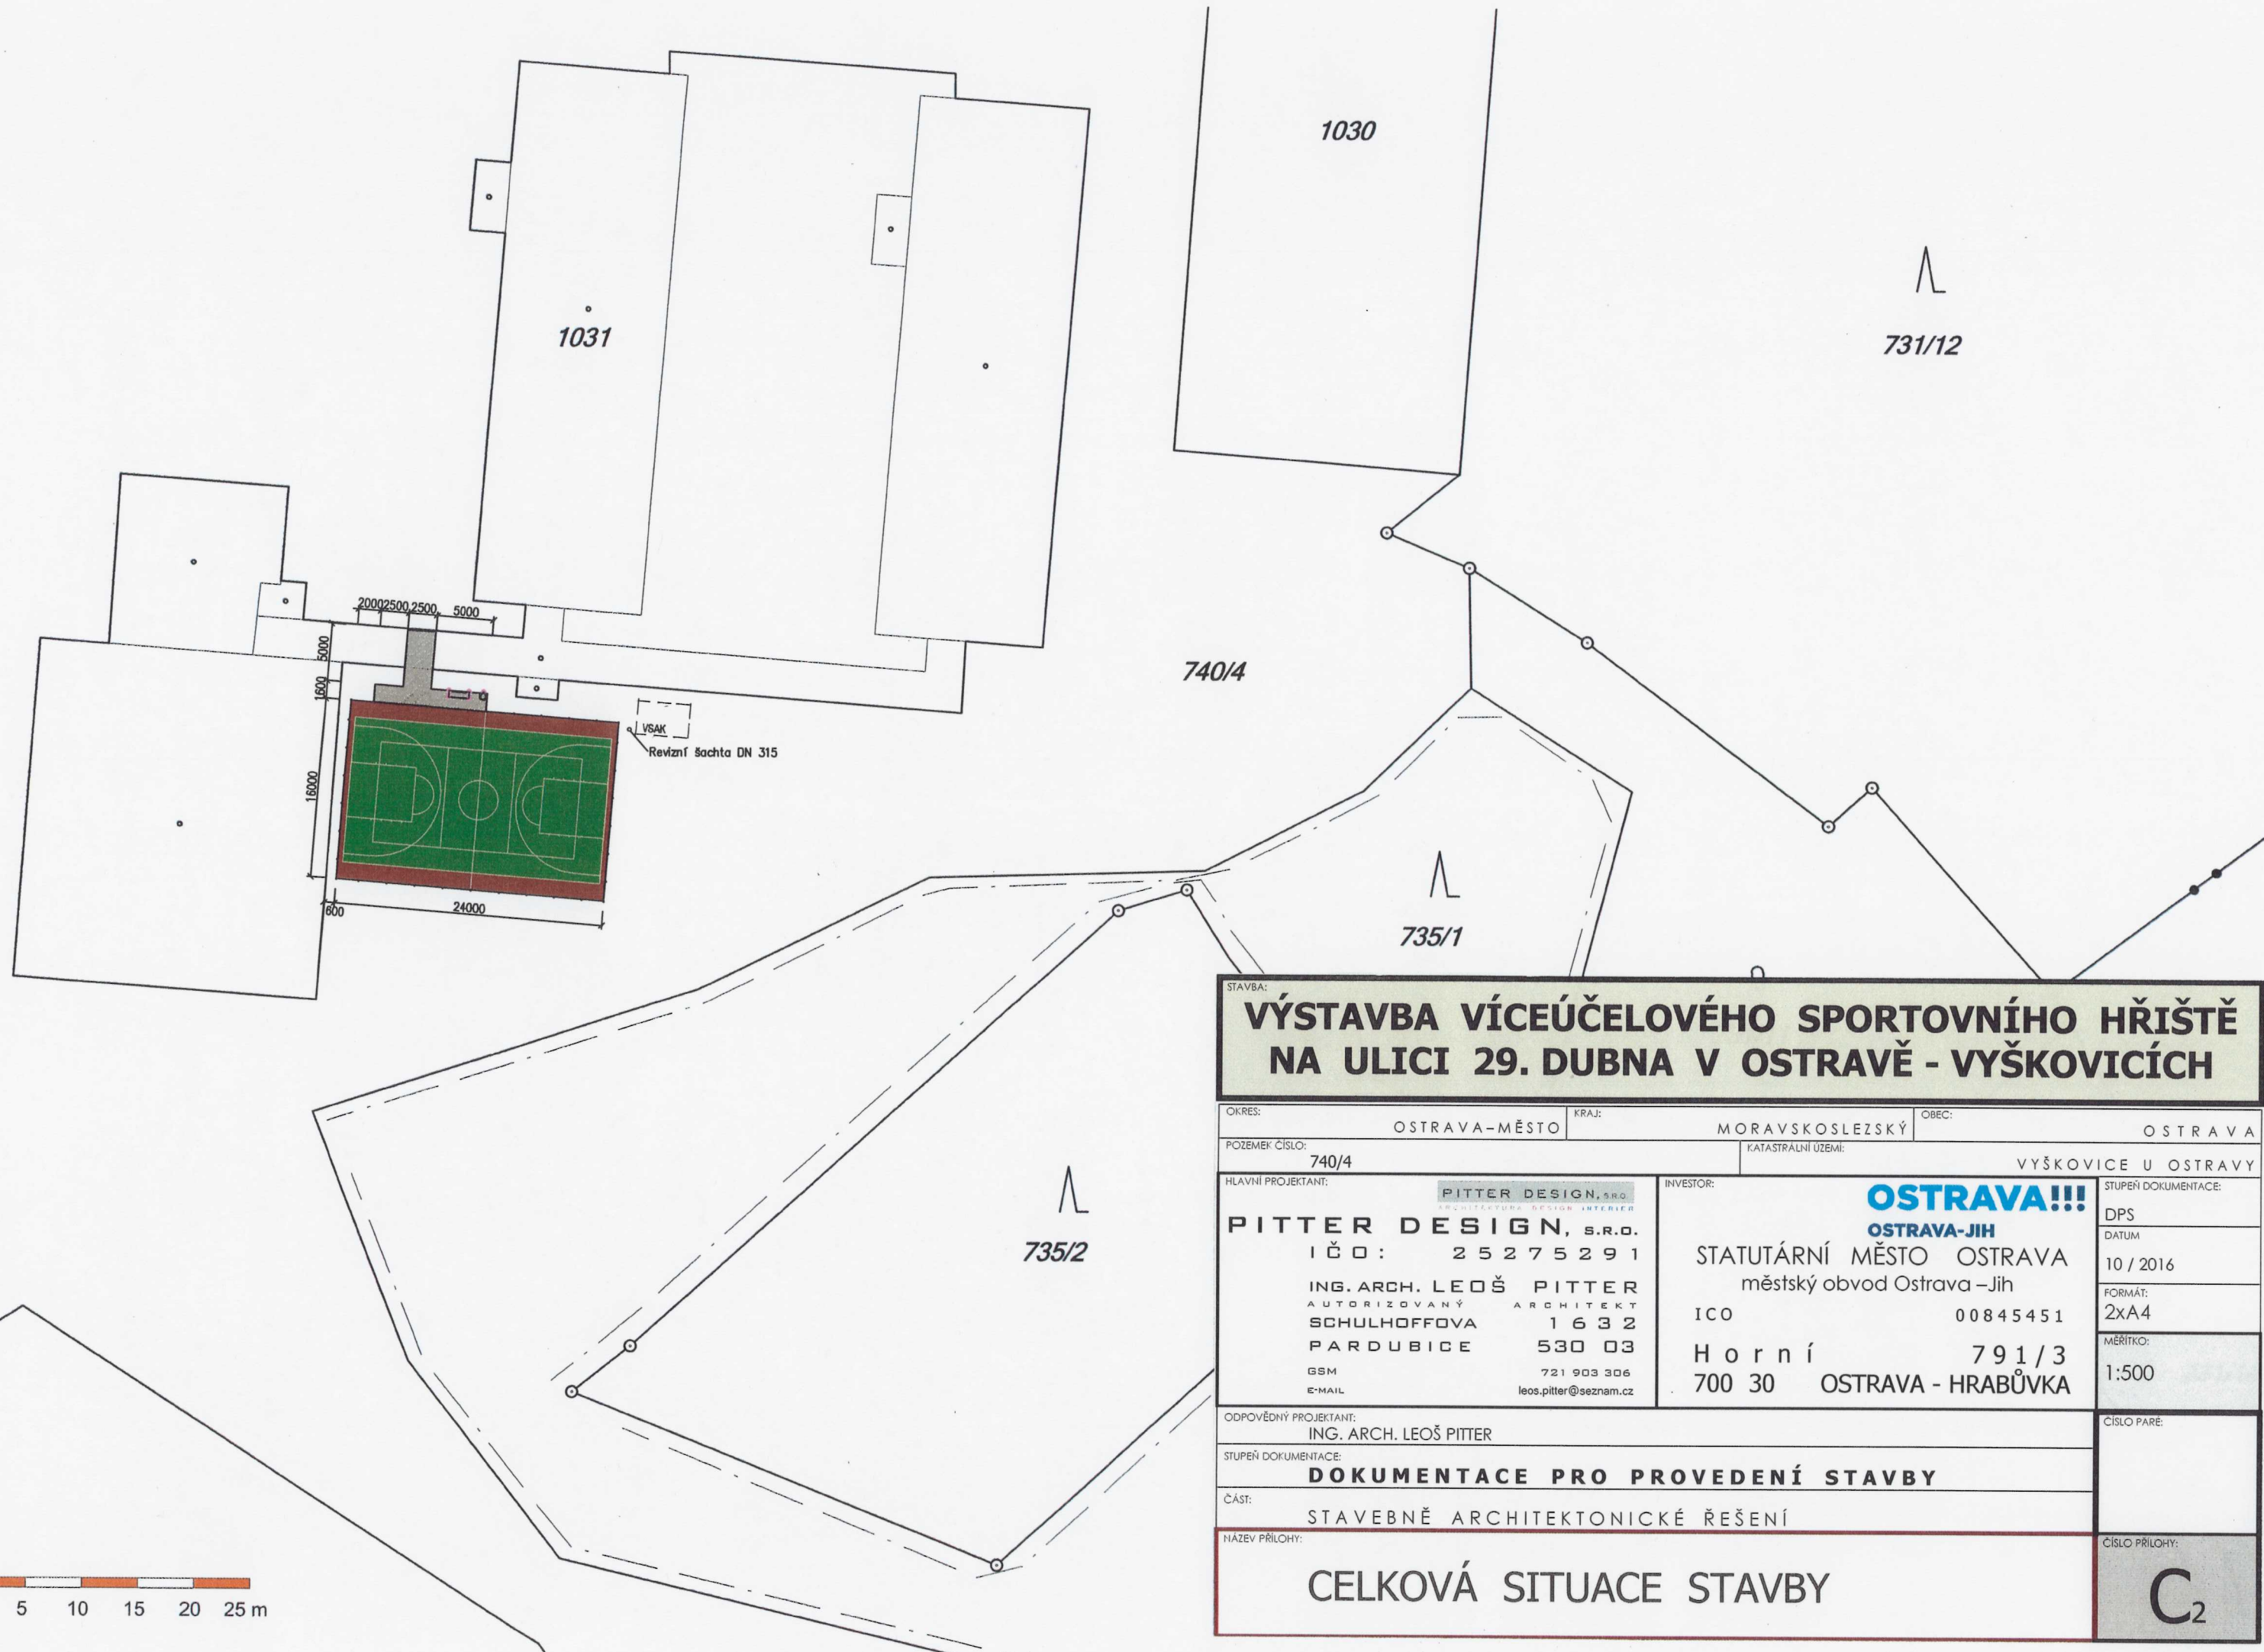 1030
1031
731/12
2000 2500 2500 5000
5000
1600
740/4
VSAK
Revizní šachta DN 315
16000
600
24000
735/1
735/2
5 10 15 20 25 m
STAVBA:
VÝSTAVBA VÍCEÚČELOVÉHO SPORTOVNÍHO HŘIŠTĚ
NA ULICI 29. DUBNA V OSTRAVĚ - VYŠKOVICÍCH
OKRES: OSTRAVA-MĚSTO KRAJ: MORAVSKOSLEZSKÝ OBEC: OSTRAVA
POZEMEK ČÍSLO: 740/4 KATASTRÁLNÍ ÚZEMÍ: VYŠKOVICE U OSTRAVY
HLAVNÍ PROJEKTANT:
PITTER DESIGN, S.R.O.
ARCHITEKTURA DESIGN INTERIÉR
PITTER DESIGN, S.R.O.
IČO: 25275291
ING. ARCH. LEOŠ PITTER
AUTORIZOVANÝ ARCHITEKT
SCHULHOFFOVA 1632
PARDUBICE 530 03
GSM 721 903 306
E-MAIL leos.pitter@seznam.cz
INVESTOR:
OSTRAVA!!!
OSTRAVA-JIH
STATUTÁRNÍ MĚSTO OSTRAVA
městský obvod Ostrava –Jih
ICO 00845451
Horní 791/3
700 30 OSTRAVA - HRABŮVKA
STUPEŇ DOKUMENTACE:
DPS
DATUM
10 / 2016
FORMÁT:
2xA4
MĚŘÍTKO:
1:500
ODPOVĚDNÝ PROJEKTANT:
ING. ARCH. LEOŠ PITTER
STUPEŇ DOKUMENTACE:
DOKUMENTACE PRO PROVEDENÍ STAVBY
ČÁST:
STAVEBNĚ ARCHITEKTONICKÉ ŘEŠENÍ
ČÍSLO PARÉ:
NÁZEV PŘÍLOHY:
CELKOVÁ SITUACE STAVBY
ČÍSLO PŘÍLOHY:
C2